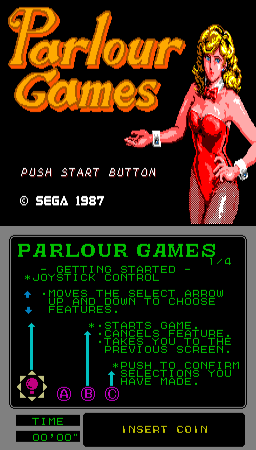 Parlour
Games
PUSH START BUTTON
© SEGA 1987
PARLOUR GAMES
1/4
- GETTING STARTED -
*JOYSTICK CONTROL
.MOVES THE SELECT ARROW
UP AND DOWN TO CHOOSE
FEATURES.
*.STARTS GAME.
.CANCELS FEATURE.
.TAKES YOU TO THE
PREVIOUS SCREEN.
*PUSH TO CONFIRM
SELECTIONS YOU
HAVE MADE.
A B C
TIME
00'00"
INSERT COIN